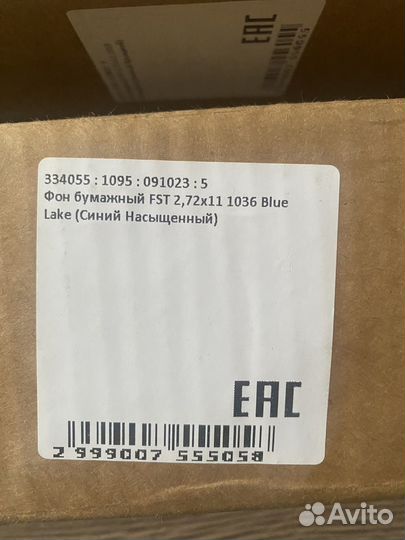 EAC
334055 : 1095 : 091023 : 5
Фон бумажный FST 2,72x11 1036 Blue
Lake (Синий Насыщенный)
EAC
2 999007 555058
Avito